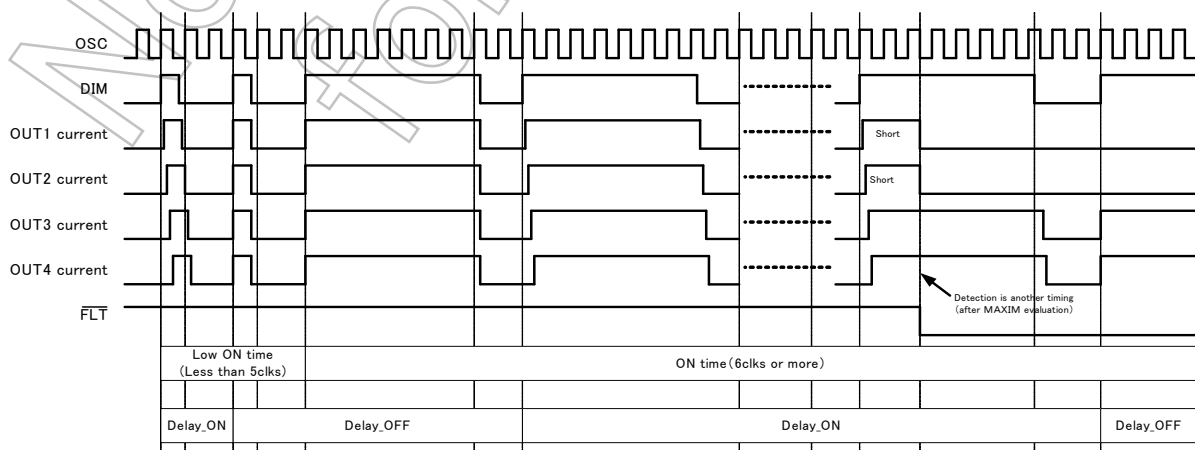 OSC
DIM
OUT1 current
Short
OUT2 current
Short
OUT3 current
OUT4 current
Detection is another timing
(after MAXIM evaluation)
FLT
Low ON time
(Less than 5clks)
ON time(6clks or more)
Delay_ON
Delay_OFF
Delay_ON
Delay_OFF